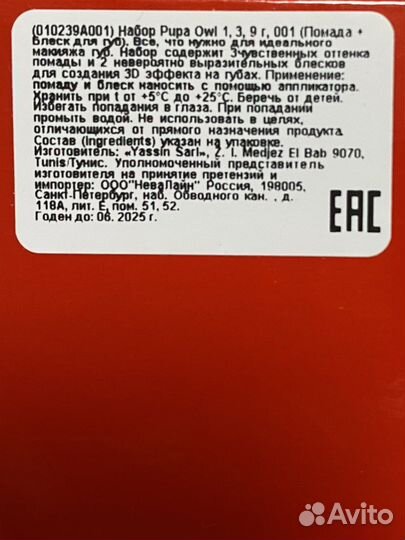 (010239A001) Набор Pupa Owl 1, 3, 9 г, 001 (Помада +
Блеск для губ). Все, что нужно для идеального
макияжа губ. Набор содержит 3чувственных оттенка
помады и 2 невероятно выразительных блесков
для создания 3D эффекта на губах. Применение:
помаду и блеск наносить с помощью аппликатора.
Хранить при t от +5°C до +25°C. Беречь от детей.
Избегать попадания в глаза. При попадании
промыть водой. Не использовать в целях,
отличающихся от прямого назначения продукта.
Состав (ingredients) указан на упаковке.
Изготовитель: «Yassin Sarl», Z. I. Medjez El Bab 9070,
Tunis/Тунис. Уполномоченный представитель
изготовителя на принятие претензий и
импортер: ООО"НеваЛайн" Россия, 198005,
Санкт-Петербург, наб. Обводного кан. , д.
118А, лит. Е, пом. 51, 52.
Годен до: 06. 2025 г.
EAC
Avito